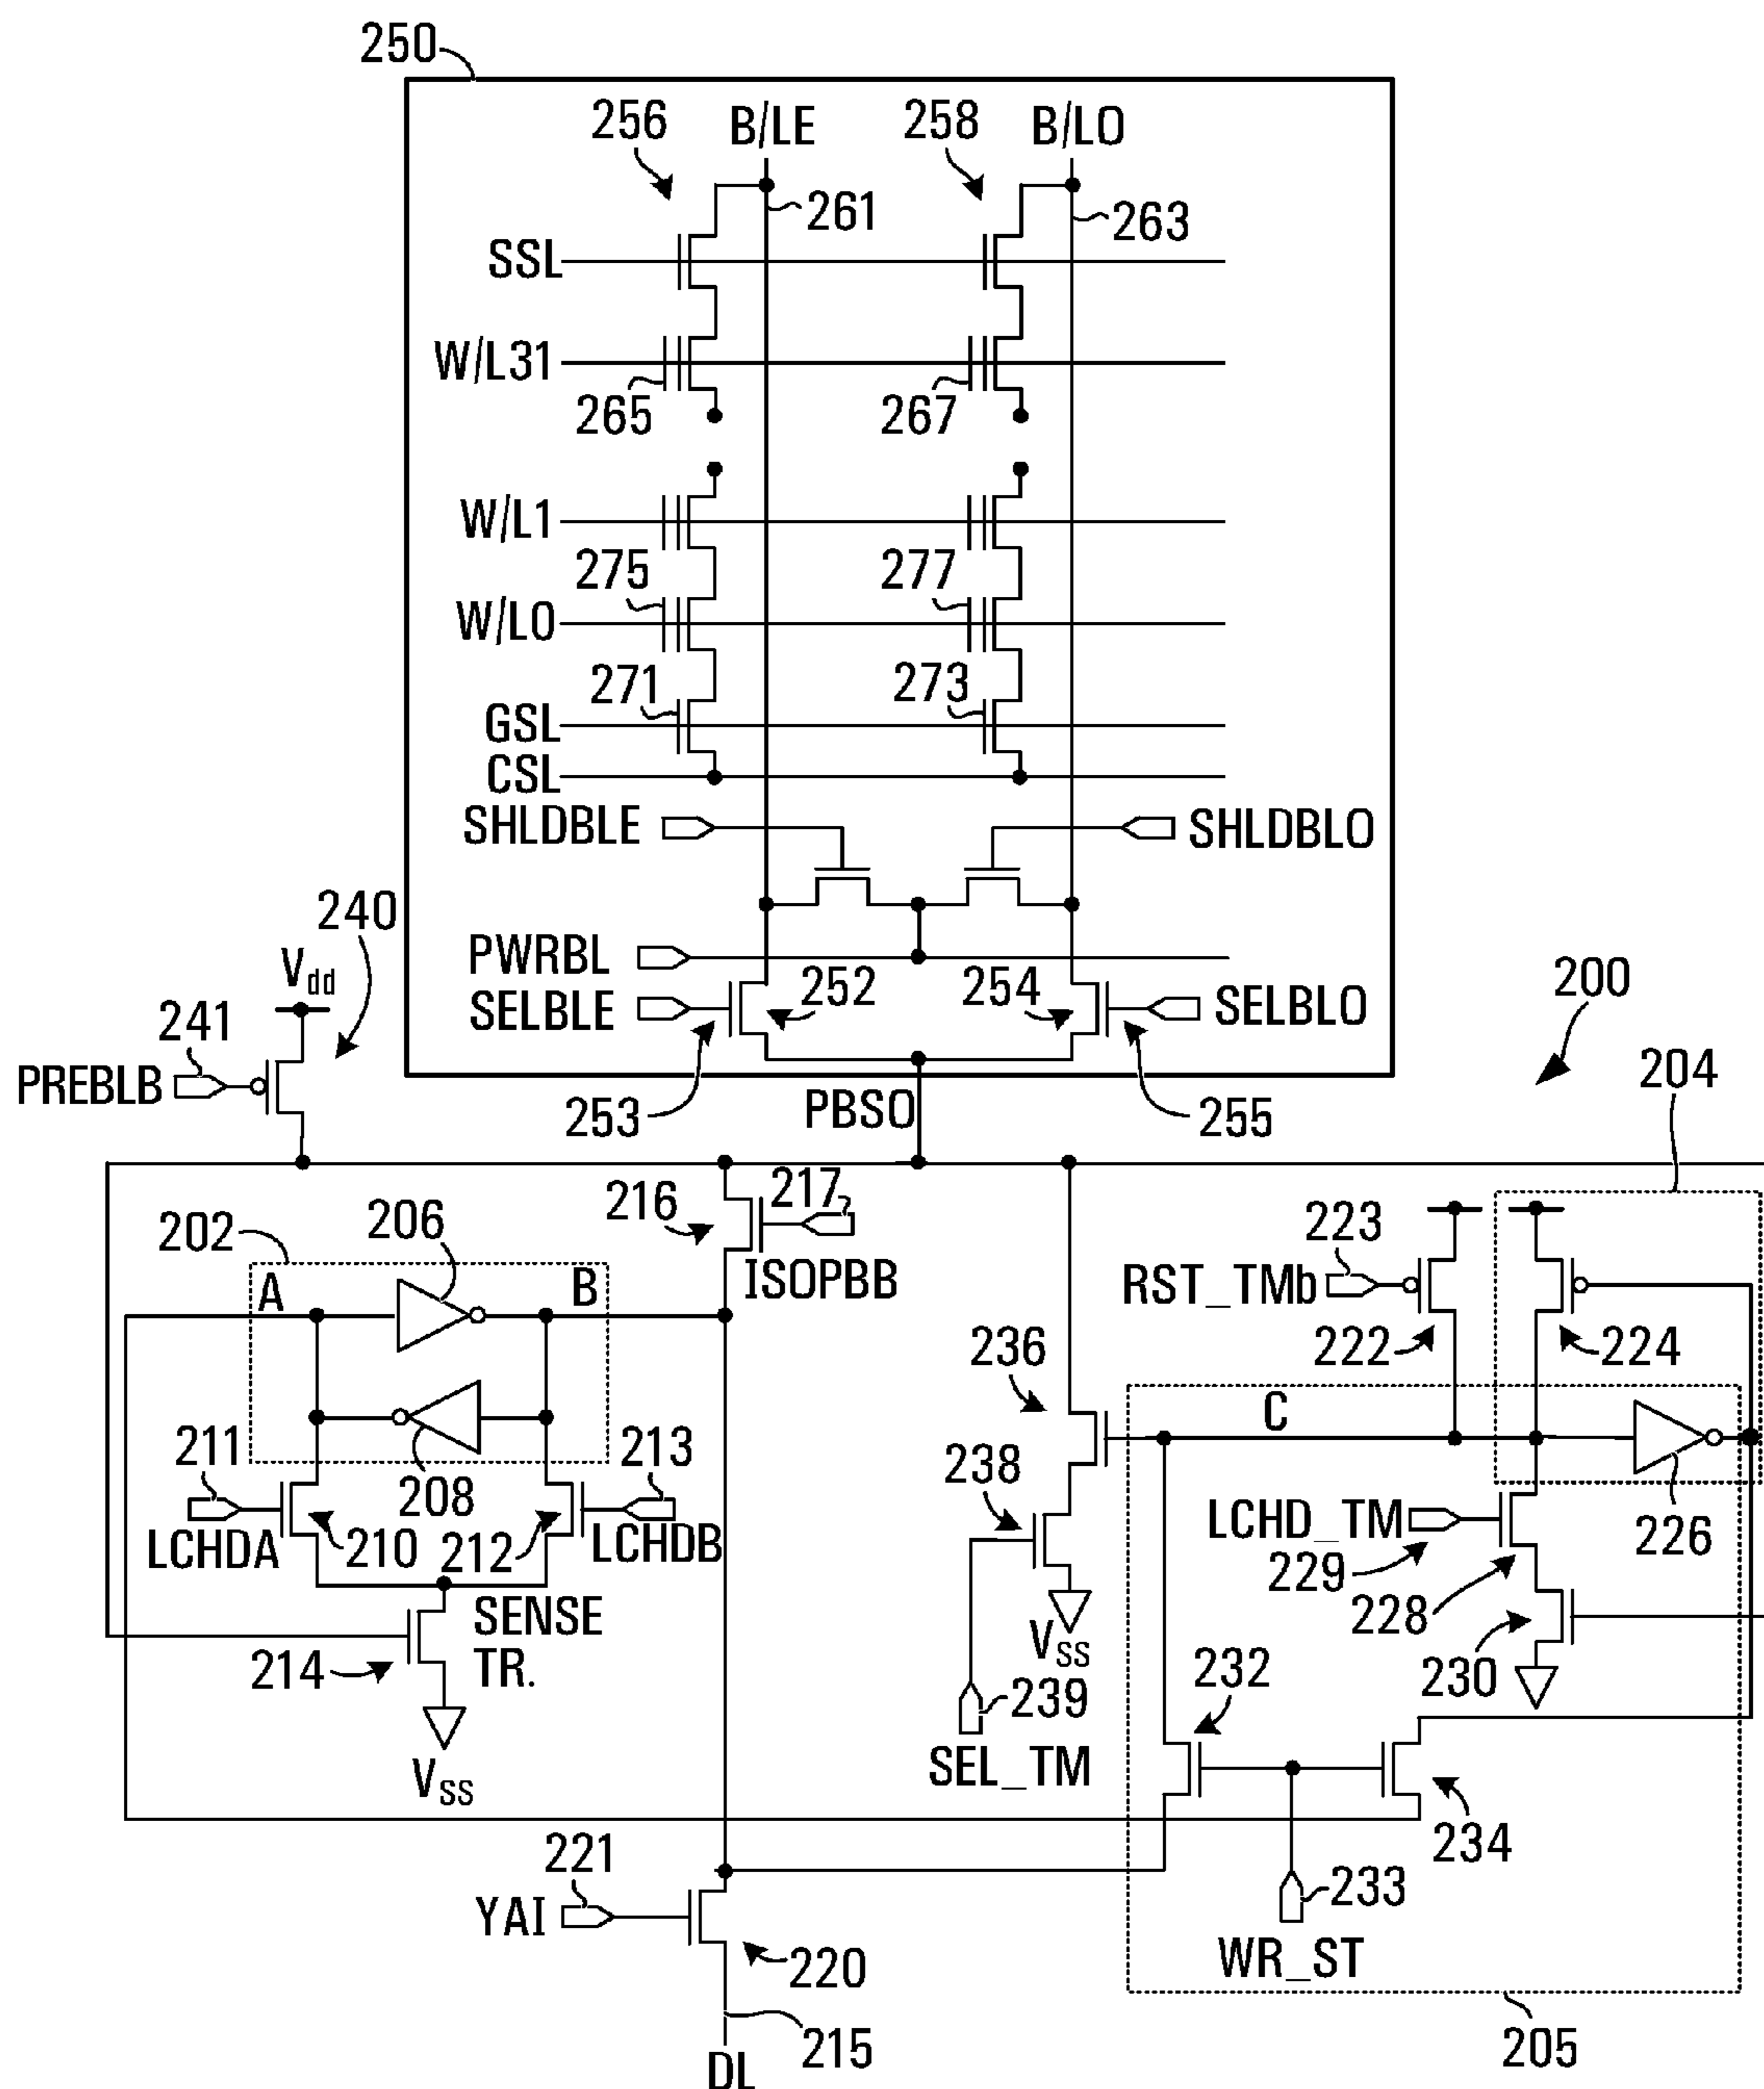 250
256
B/LE
258
B/LO
261
263
SSL
W/L31
265
267
W/L1
275
277
W/L0
271
273
GSL
CSL
SHLDBLE
SHLDBLO
240
Vdd
PWRBL
252
254
200
241
SELBLE
SELBLO
204
PREBLB
253
PBSO
255
216
217
223
202
206
ISOPBB
RST_TMb
A
B
236
222
224
C
211
213
238
208
LCHD_TM
226
LCHDA
210
212
LCHDB
229
228
SENSE
TR.
214
VSS
232
230
239
VSS
SEL_TM
234
221
233
YAI
220
WR_ST
215
205
DL